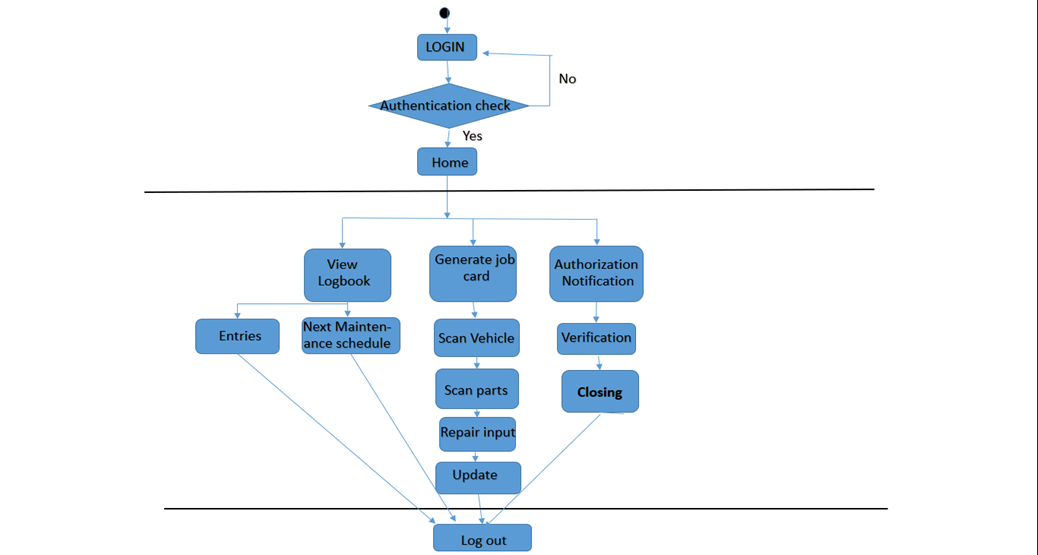 LOGIN
No
Authentication check
Yes
Home
View
Logbook
Generate job
card
Authorization
Notification
Entries
Next Mainten-
ance schedule
Scan Vehicle
Verification
Scan parts
Closing
Repair input
Update
Log out